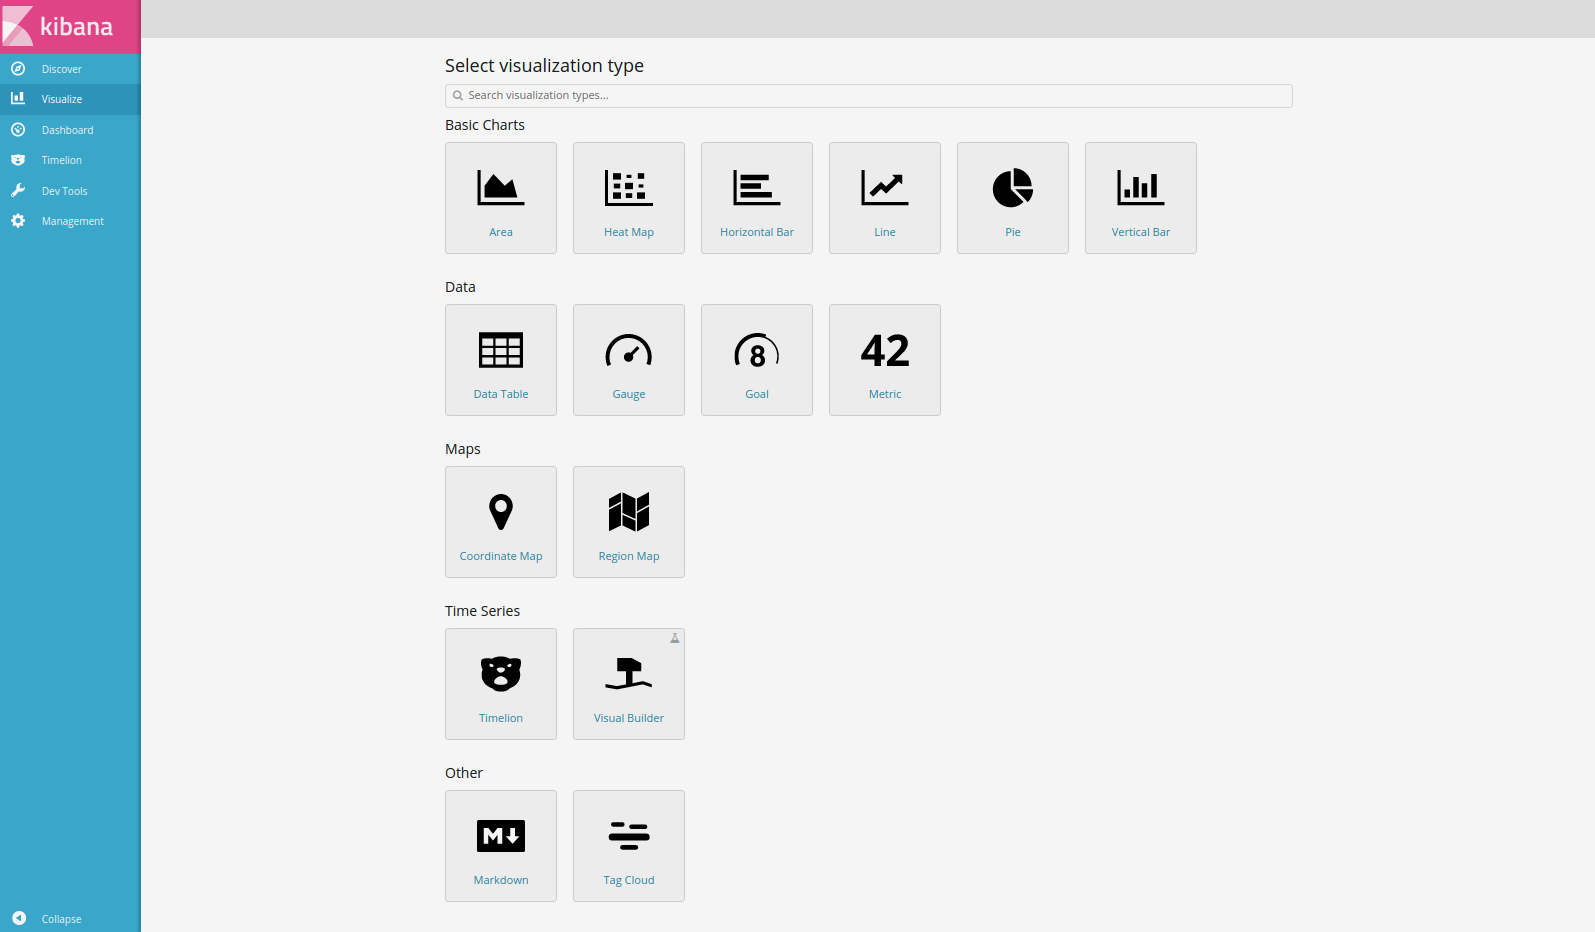 kibana
Discover
Visualize
Dashboard
Timelion
Dev Tools
Management
Collapse
Select visualization type
Search visualization types...
Basic Charts
Area
Heat Map
Horizontal Bar
Line
Pie
Vertical Bar
Data
8
42
Data Table
Gauge
Goal
Metric
Maps
Coordinate Map
Region Map
Time Series
Timelion
Visual Builder
Other
M
Markdown
Tag Cloud